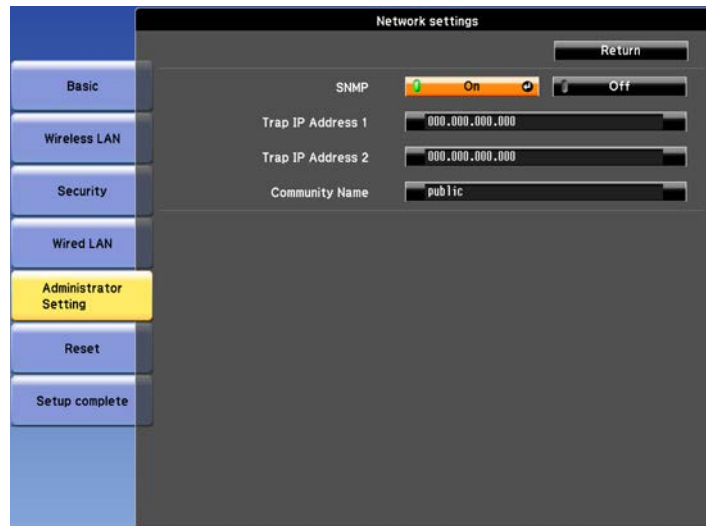 Network settings
Return
Basic
Wireless LAN
Security
Wired LAN
Administrator
Setting
Reset
Setup complete
SNMP On Off
Trap IP Address 1 000.000.000.000
Trap IP Address 2 000.000.000.000
Community Name public